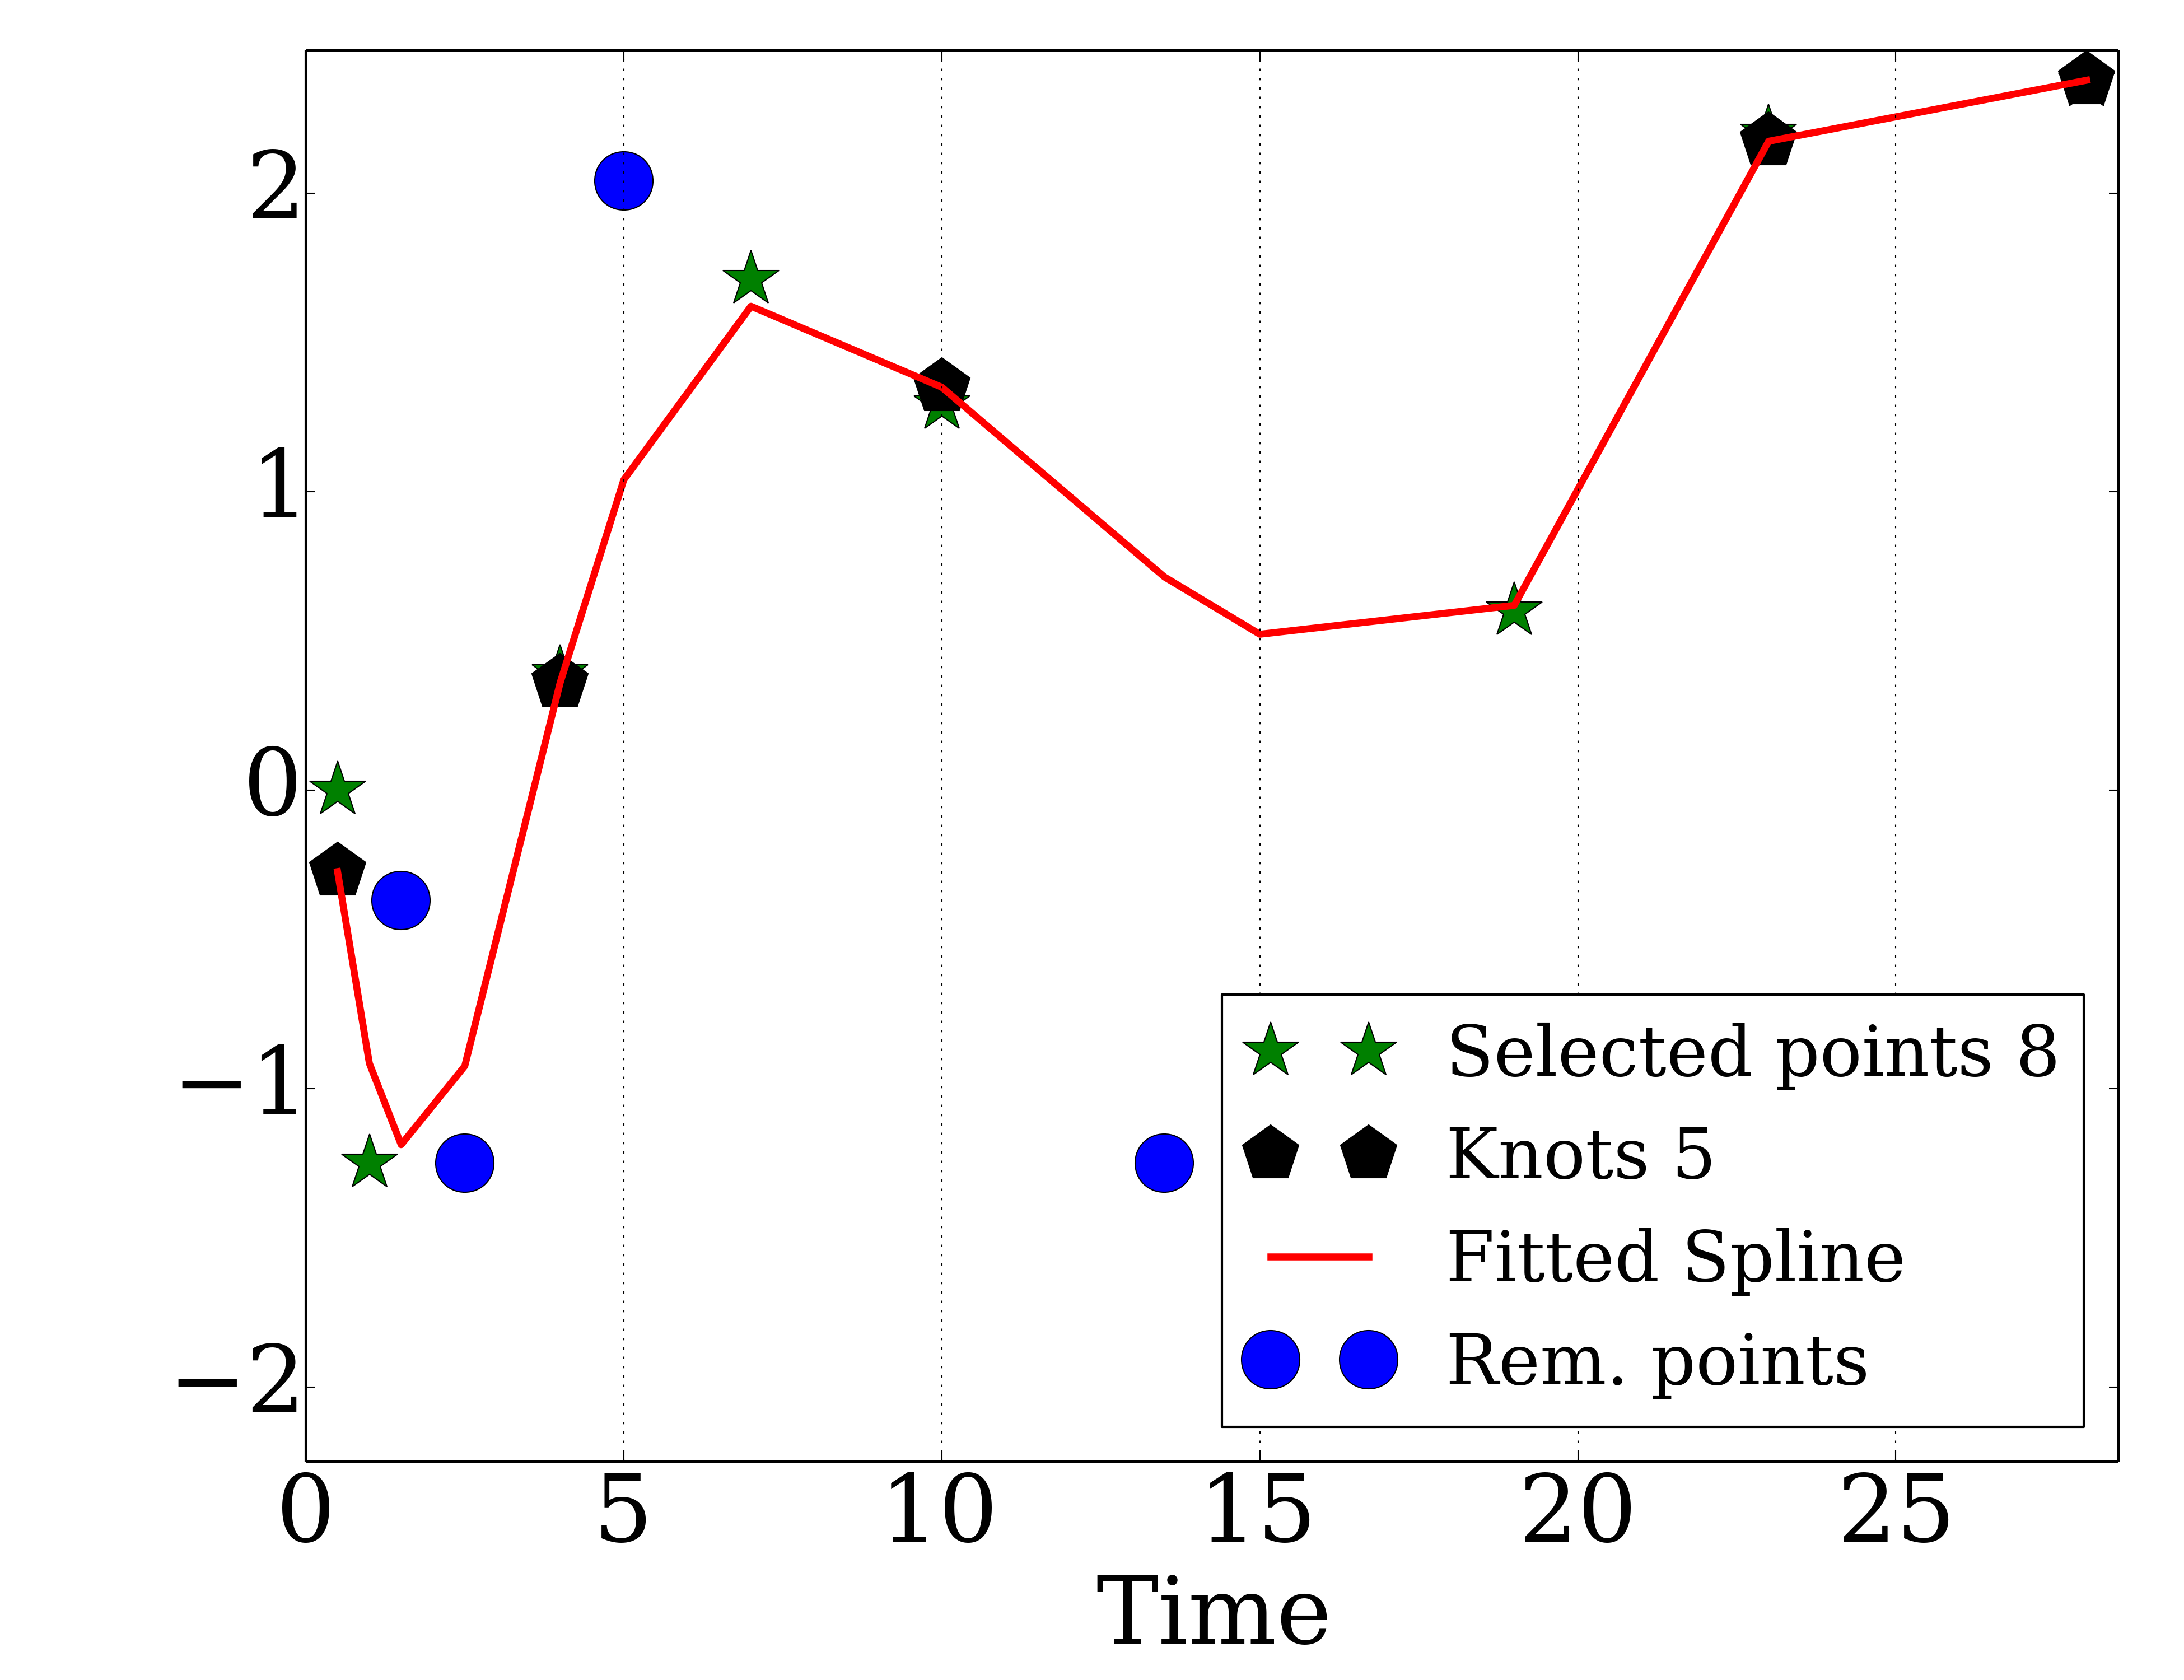 2
1
0
−1
−2
Selected points 8
Knots 5
Fitted Spline
Rem. points
0 5 10 15 20 25
Time